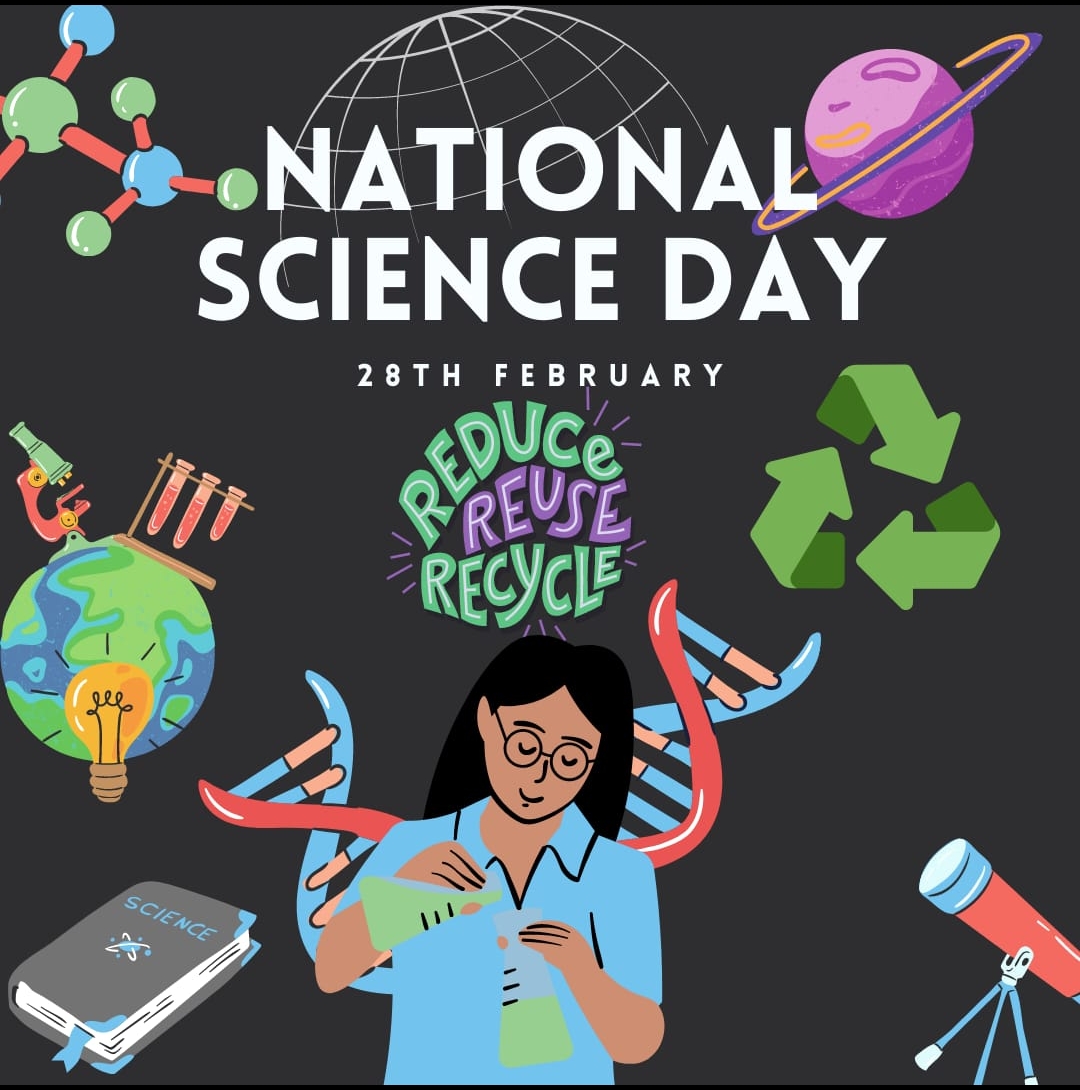 NATIONAL
SCIENCE DAY
28TH FEBRUARY
REDUCe
REUSE
RECYCLE
SCIENCE